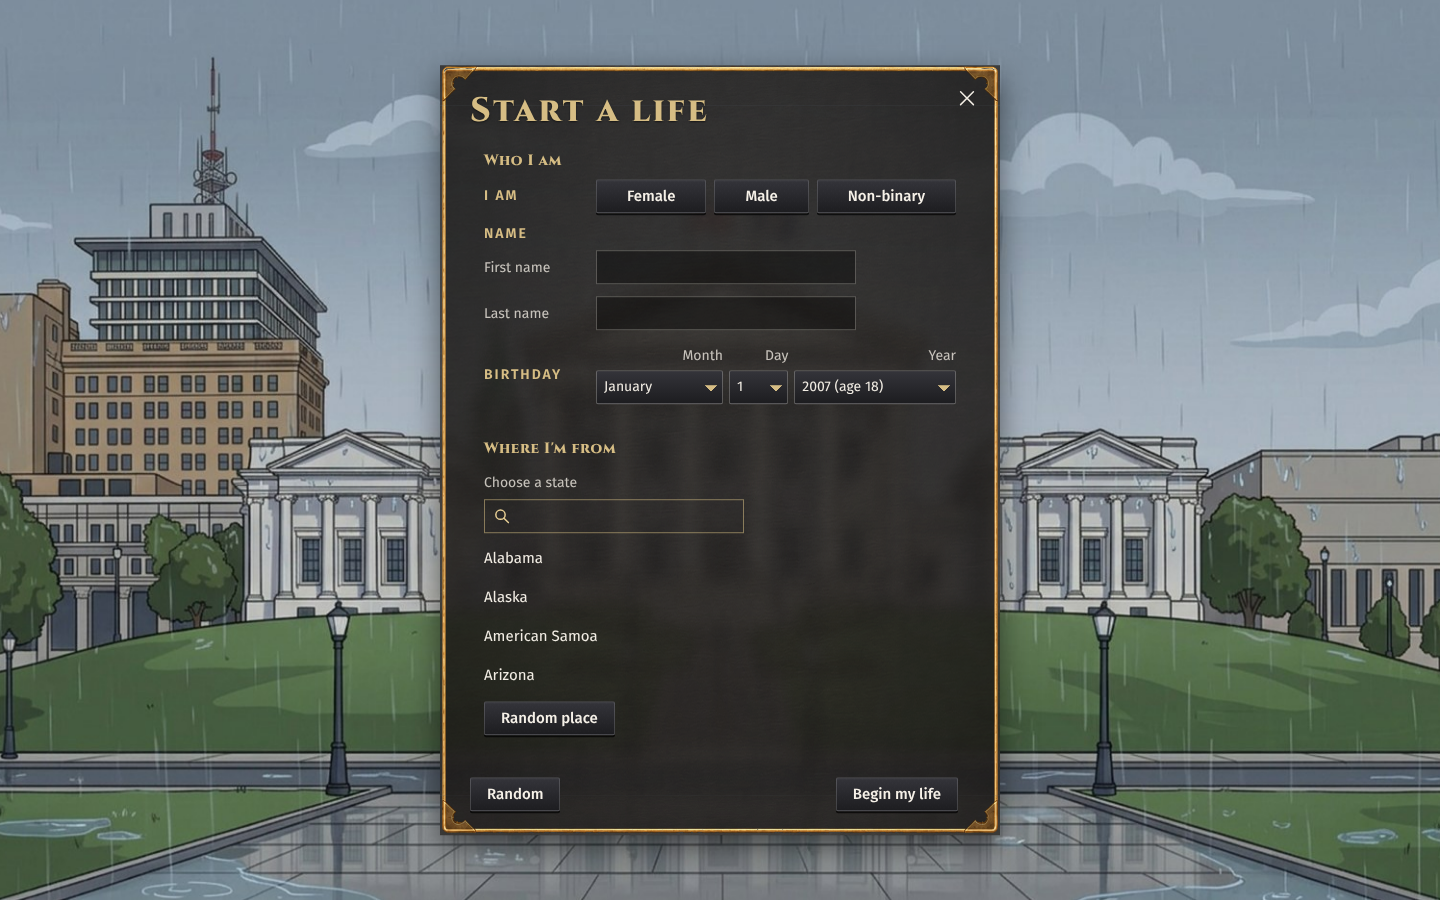 Start a life
Who I am
I AM
Female
Male
Non-binary
NAME
First name
Last name
Month
Day
Year
BIRTHDAY
January
1
2007 (age 18)
Where I'm from
Choose a state
Alabama
Alaska
American Samoa
Arizona
Random place
Random
Begin my life